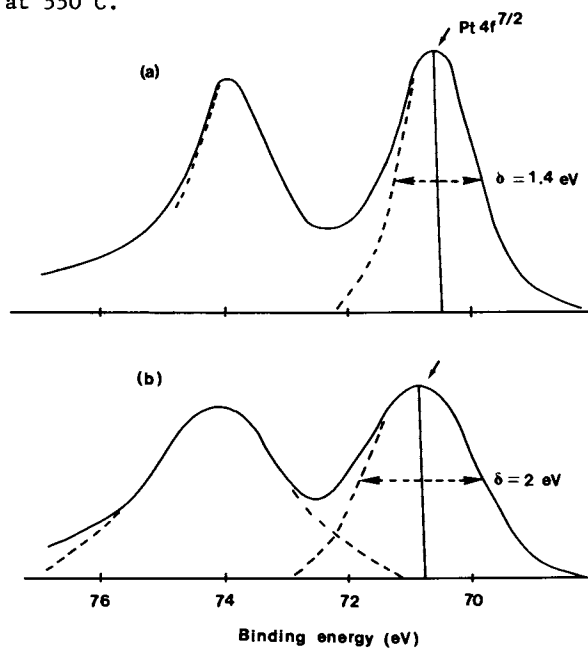 at 550 C.
Pt 4f7/2
(a)
δ = 1.4 eV
(b)
δ = 2 eV
76 74 72 70
Binding energy (eV)